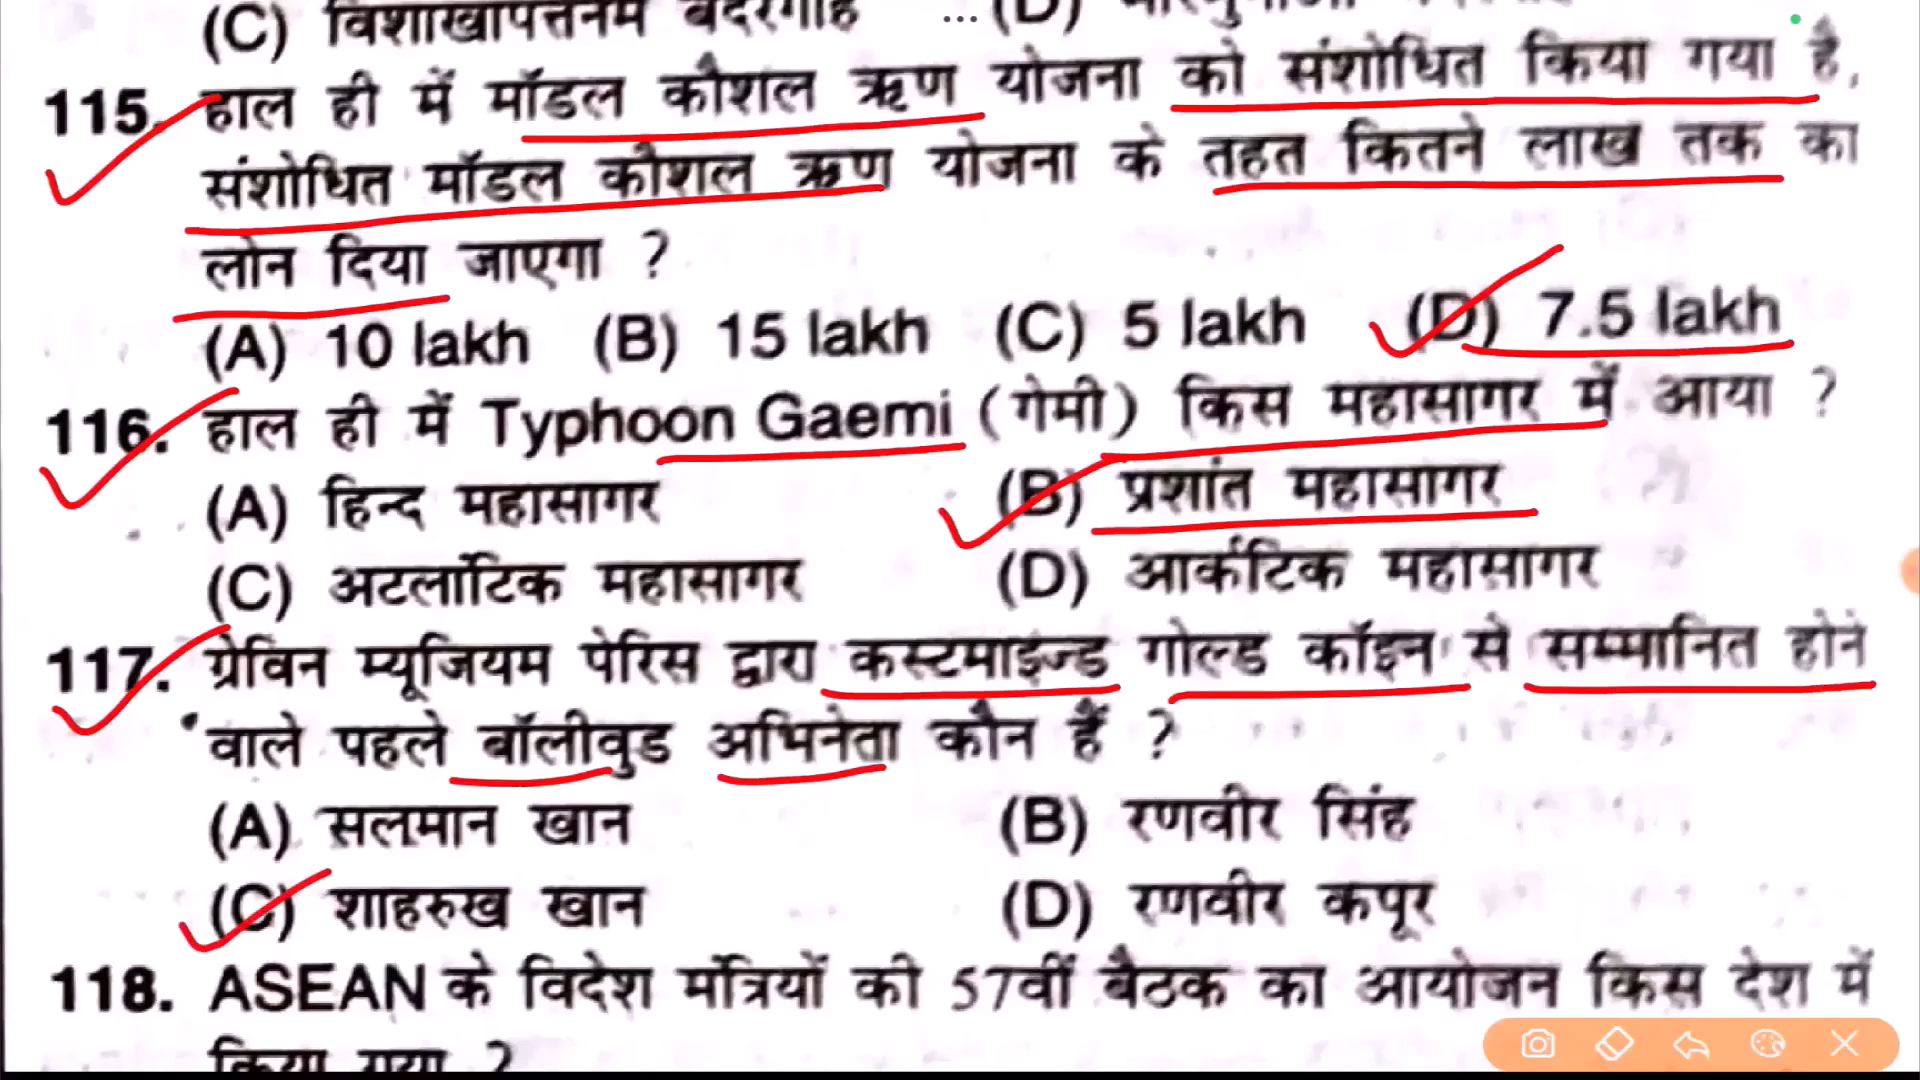 (C) विशाखापत्तनम बंदरगाह ... (D)
115. हाल ही में मॉडल कौशल ऋण योजना को संशोधित किया गया है,
संशोधित मॉडल कौशल ऋण योजना के तहत कितने लाख तक का
लोन दिया जाएगा ?
(A) 10 lakh (B) 15 lakh (C) 5 lakh (D) 7.5 lakh
116. हाल ही में Typhoon Gaemi (गेमी) किस महासागर में आया ?
(A) हिन्द महासागर (B) प्रशांत महासागर
(C) अटलांटिक महासागर (D) आर्कटिक महासागर
117. ग्रेविन म्यूजियम पेरिस द्वारा कस्टमाइज्ड गोल्ड कॉइन से सम्मानित होने
वाले पहले बॉलीवुड अभिनेता कौन हैं ?
(A) सलमान खान (B) रणवीर सिंह
(C) शाहरुख खान (D) रणवीर कपूर
118. ASEAN के विदेश मंत्रियों की 57वीं बैठक का आयोजन किस देश में
किया गया ?